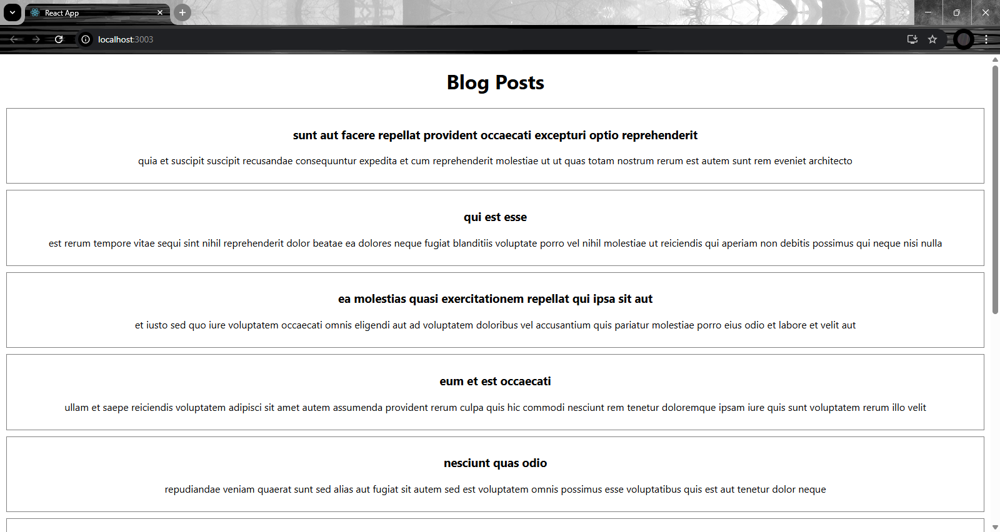 React App
localhost:3003
Blog Posts
sunt aut facere repellat provident occaecati excepturi optio reprehenderit
quia et suscipit suscipit recusandae consequuntur expedita et cum reprehenderit molestiae ut ut quas totam nostrum rerum est autem sunt rem eveniet architecto
qui est esse
est rerum tempore vitae sequi sint nihil reprehenderit dolor beatae ea dolores neque fugiat blanditiis voluptate porro vel nihil molestiae ut reiciendis qui aperiam non debitis possimus qui neque nisi nulla
ea molestias quasi exercitationem repellat qui ipsa sit aut
et iusto sed quo iure voluptatem occaecati omnis eligendi aut ad voluptatem doloribus vel accusantium quis pariatur molestiae porro eius odio et labore et velit aut
eum et est occaecati
ullam et saepe reiciendis voluptatem adipisci sit amet autem assumenda provident rerum culpa quis hic commodi nesciunt rem tenetur doloremque ipsam iure quis sunt voluptatem rerum illo velit
nesciunt quas odio
repudiandae veniam quaerat sunt sed alias aut fugiat sit autem sed est voluptatem omnis possimus esse voluptatibus quis est aut tenetur dolor neque